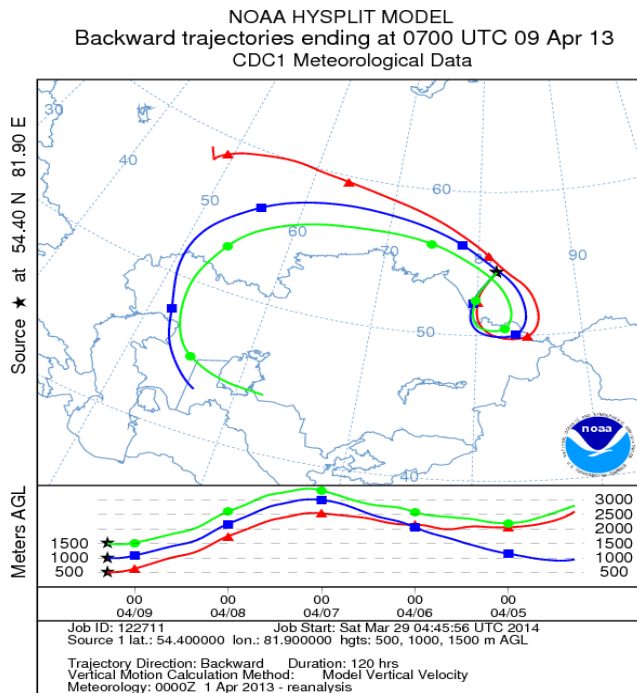 NOAA HYSPLIT MODEL
Backward trajectories ending at 0700 UTC 09 Apr 13
CDC1 Meteorological Data
Source ★ at 54.40 N 81.90 E
30
40
50
60
70
80
90
60
50
40
noaa
Meters AGL
1500
1000
500
3000
2500
2000
1500
1000
500
00 00 00 00 00
04/09 04/08 04/07 04/06 04/05
Job ID: 122711 Job Start: Sat Mar 29 04:45:56 UTC 2014
Source 1 lat.: 54.400000 lon.: 81.900000 hgts: 500, 1000, 1500 m AGL
Trajectory Direction: Backward Duration: 120 hrs
Vertical Motion Calculation Method: Model Vertical Velocity
Meteorology: 0000Z 1 Apr 2013 - reanalysis